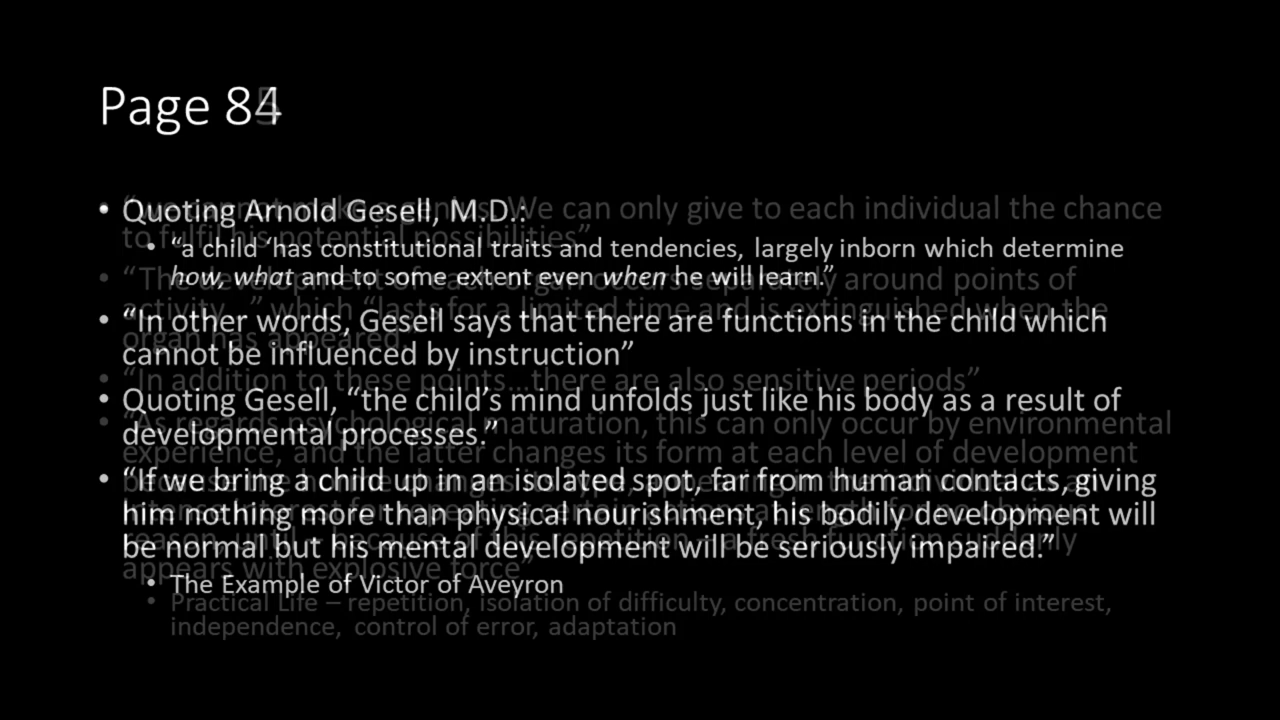 Page 84
• Quoting Arnold Gesell, M.D.:
• “a child ‘has constitutional traits and tendencies, largely inborn which determine
how, what and to some extent even when he will learn.”
• “In other words, Gesell says that there are functions in the child which
cannot be influenced by instruction”
• Quoting Gesell, “the child’s mind unfolds just like his body as a result of
developmental processes.”
• “If we bring a child up in an isolated spot, far from human contacts, giving
him nothing more than physical nourishment, his bodily development will
be normal but his mental development will be seriously impaired.”
• The Example of Victor of Aveyron
We can only give to each individual the chance
to fulfil his potential possibilities”
around points of
activity…” which “lasts for a limited time and is extinguished when the
organ has appeared.
• “In addition to these points…there are also sensitive periods”
• “As regards psychological maturation, this can only occur by environmental
experience, and the latter changes its form at each level of development
appears with explosive force”
• Practical Life – repetition, isolation of difficulty, concentration, point of interest,
independence, control of error, adaptation